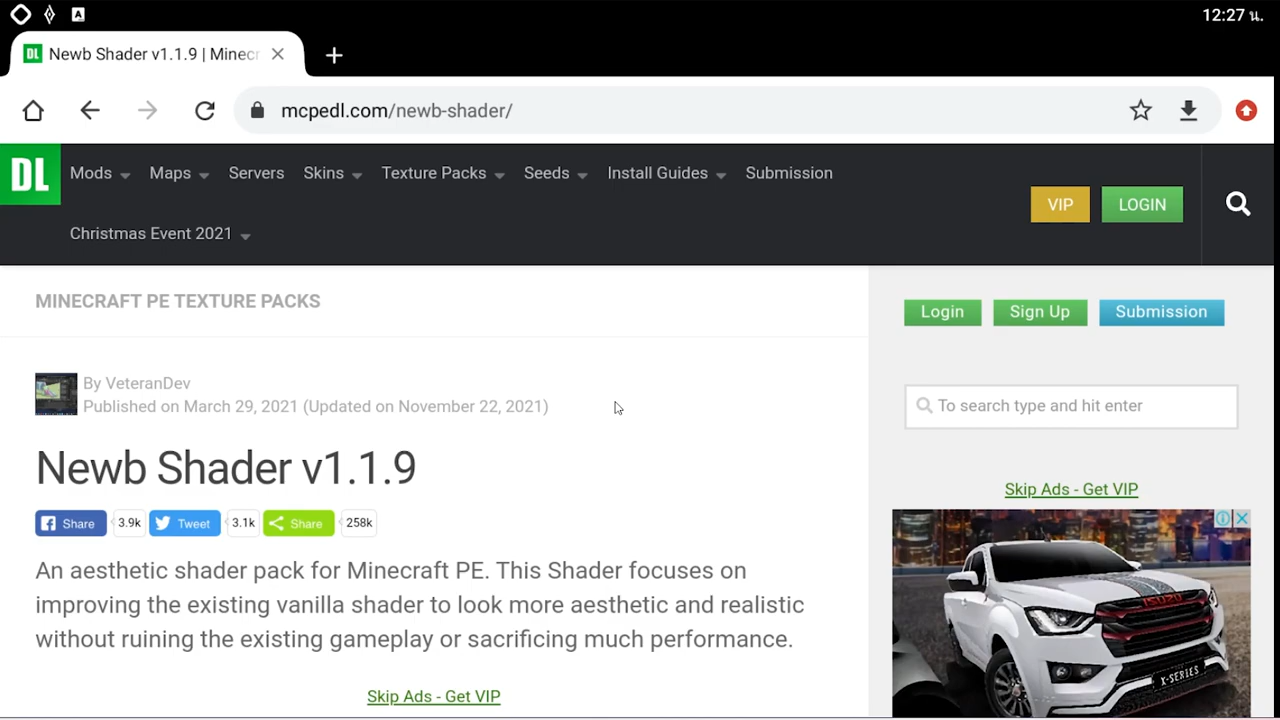 12:27 น.
DL Newb Shader v1.1.9 | Minecr
mcpedl.com/newb-shader/
DL
Mods Maps Servers Skins Texture Packs Seeds Install Guides Submission
VIP LOGIN
Christmas Event 2021
MINECRAFT PE TEXTURE PACKS
Login Sign Up Submission
By VeteranDev
Published on March 29, 2021 (Updated on November 22, 2021)
To search type and hit enter
Newb Shader v1.1.9
Share 3.9k Tweet 3.1k Share 258k
Skip Ads - Get VIP
An aesthetic shader pack for Minecraft PE. This Shader focuses on
improving the existing vanilla shader to look more aesthetic and realistic
without ruining the existing gameplay or sacrificing much performance.
Skip Ads - Get VIP
ISUZU
X-SERIES